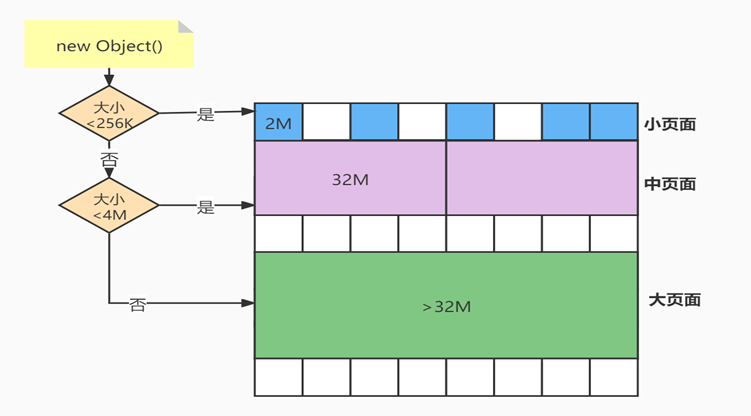 new Object()
大小
<256K
是
2M
小页面
否
32M
中页面
大小
<4M
是
否
>32M
大页面